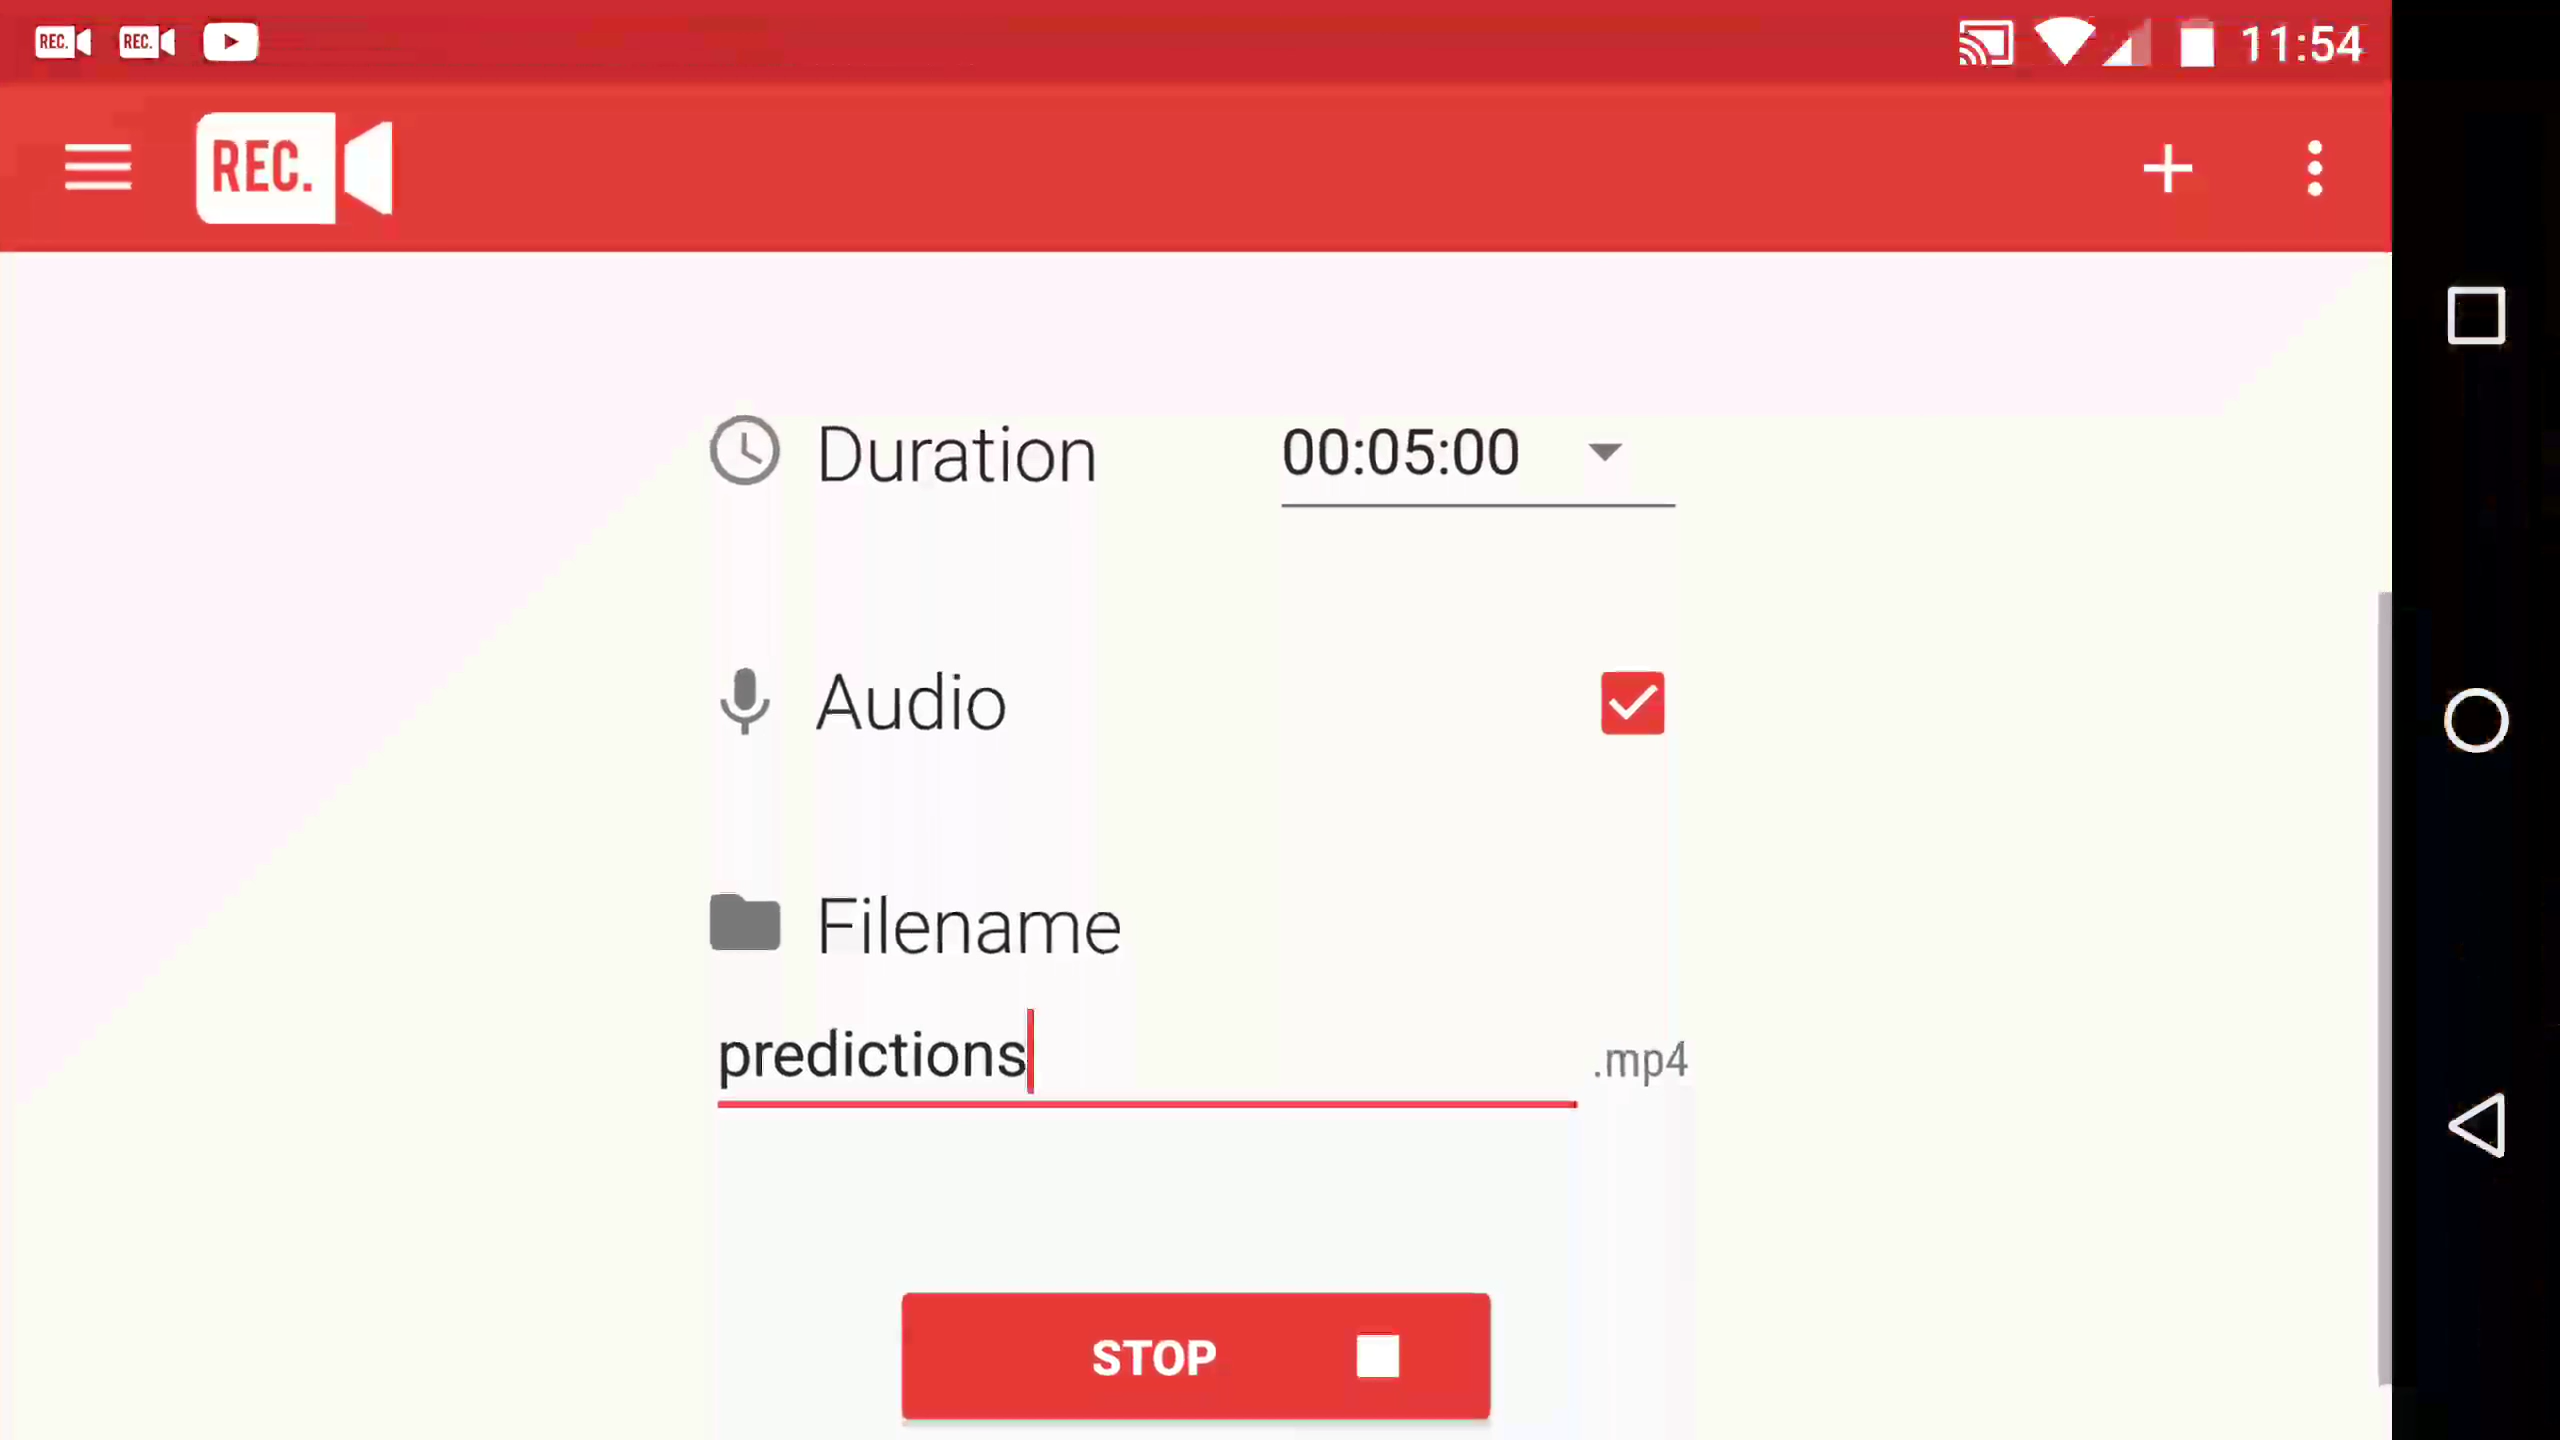 REC. REC. 11:54
REC.
Duration 00:05:00
Audio
Filename
predictions .mp4
STOP